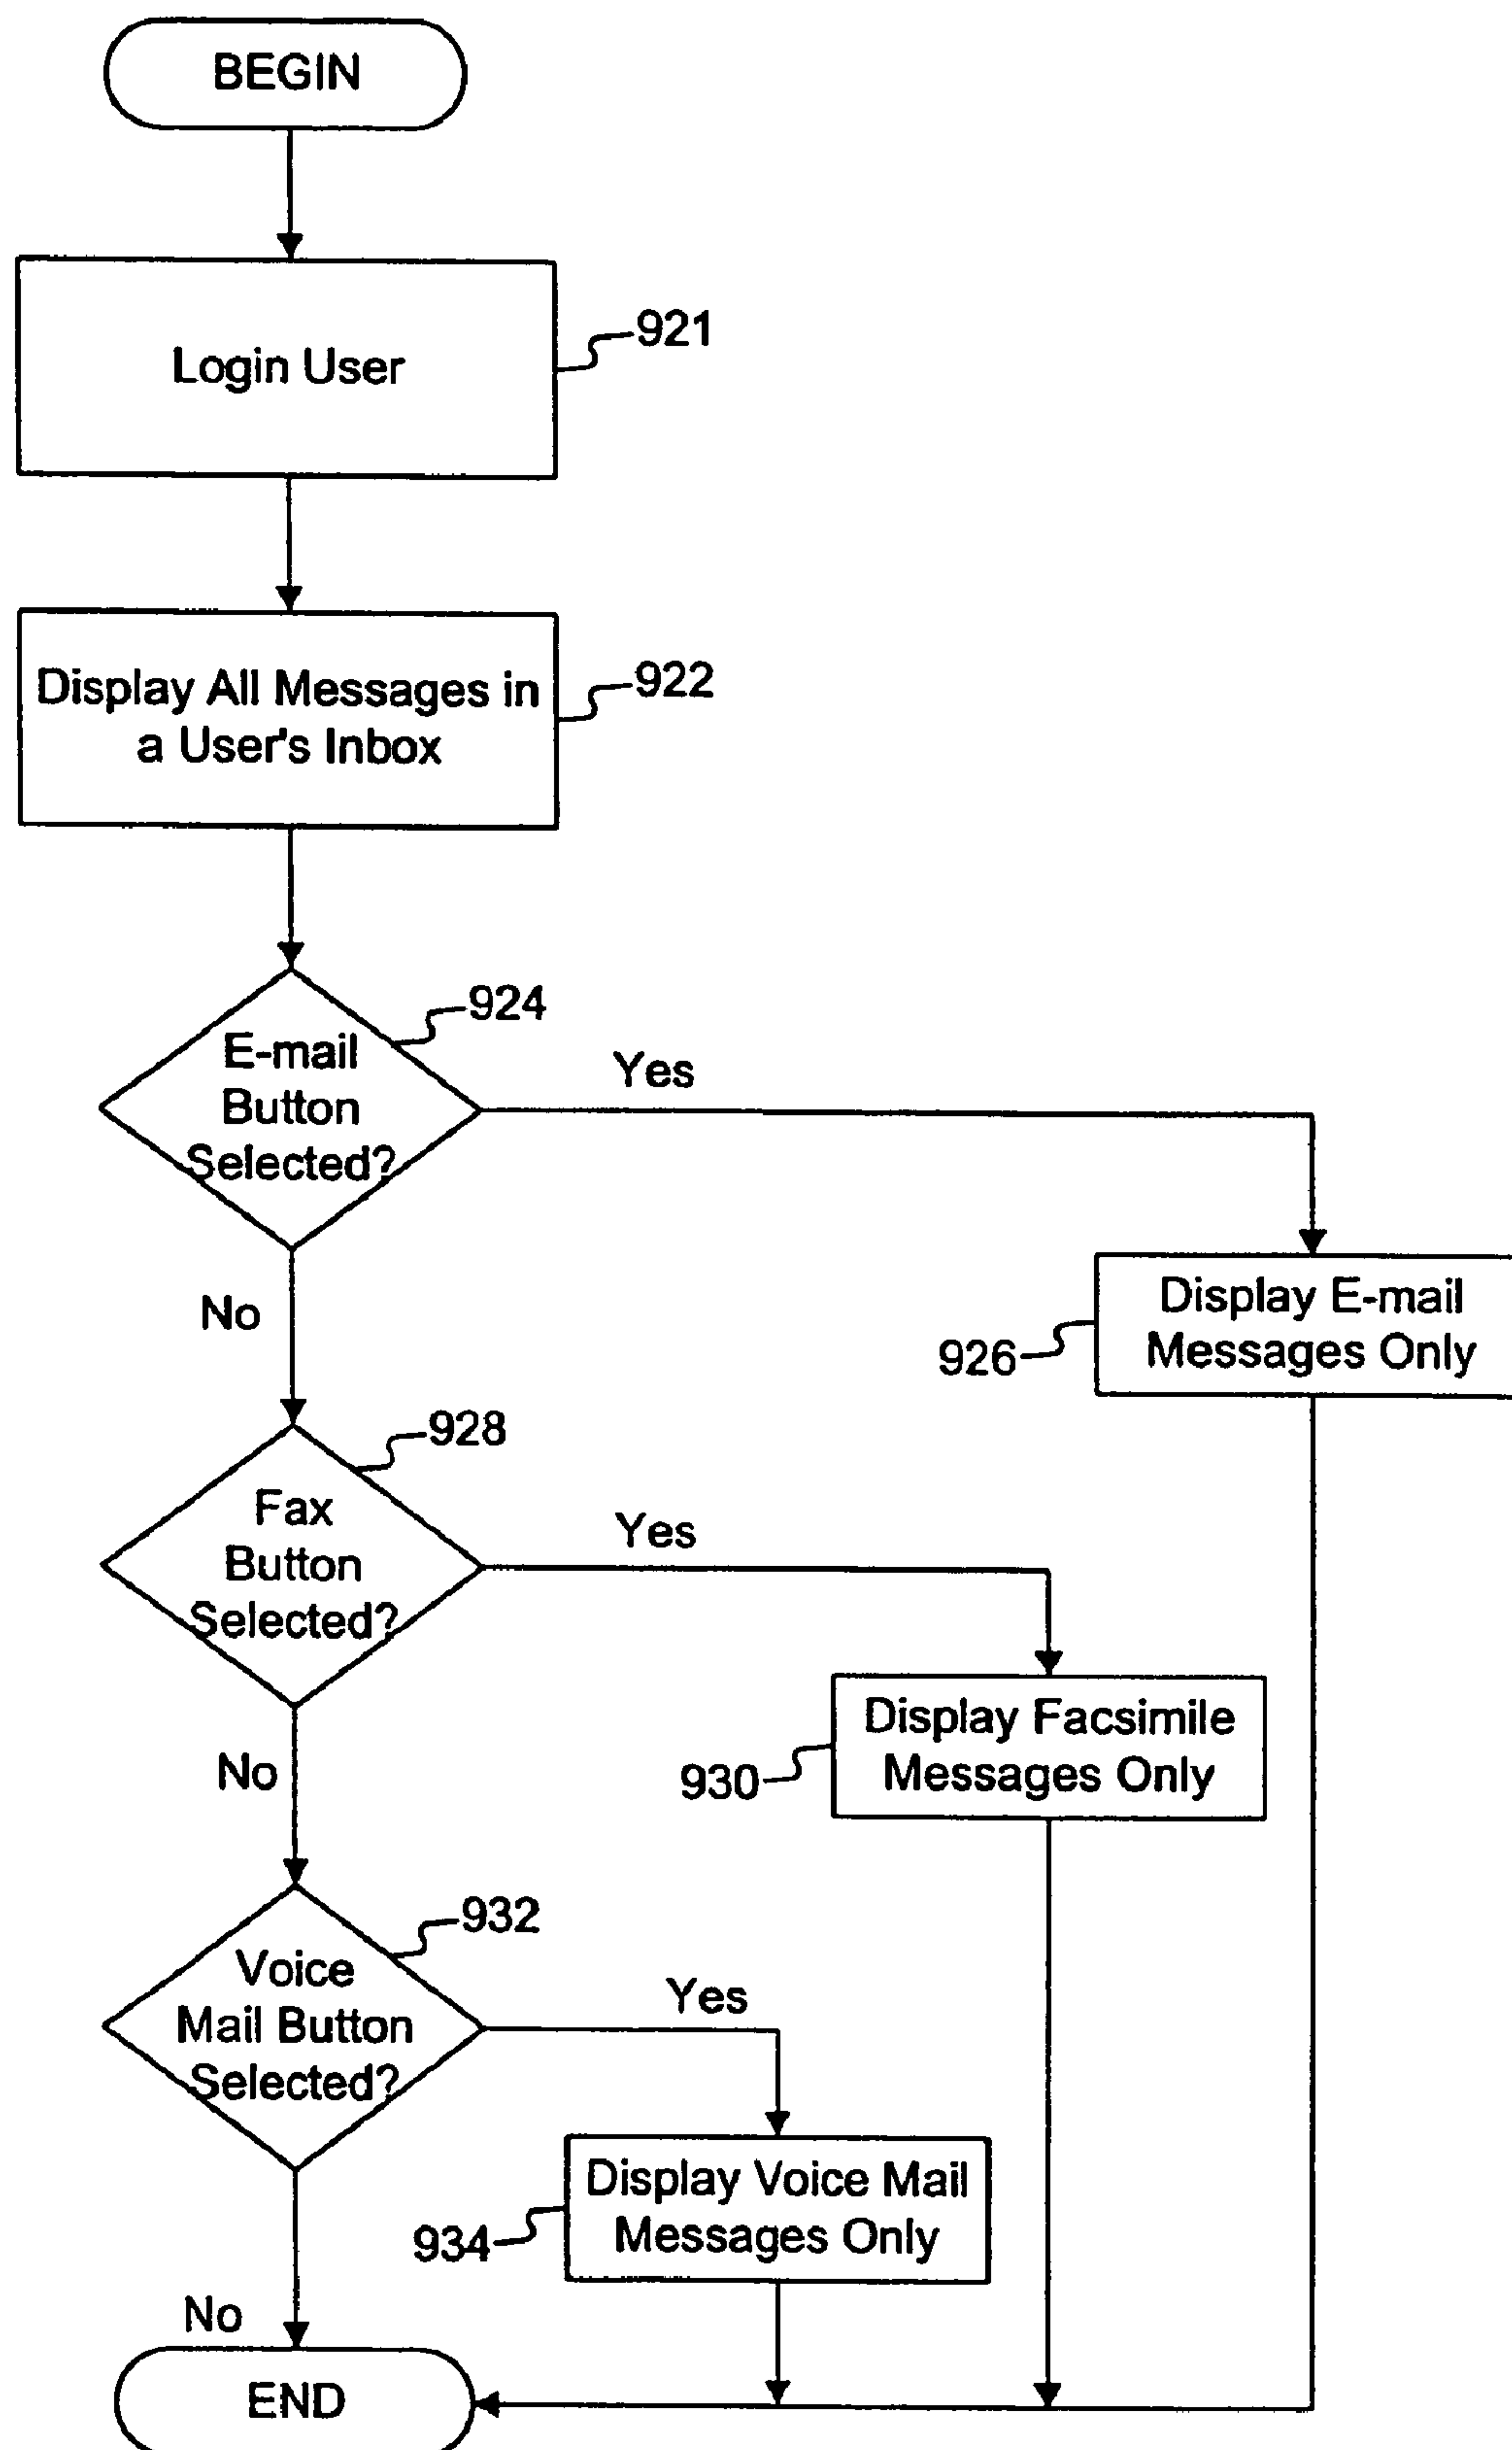 BEGIN
Login User
921
Display All Messages in
a User's Inbox
922
E-mail
Button
Selected?
924
Yes
No
Display E-mail
Messages Only
926
Fax
Button
Selected?
928
Yes
No
Display Facsimile
Messages Only
930
Voice
Mail Button
Selected?
932
Yes
No
Display Voice Mail
Messages Only
934
END